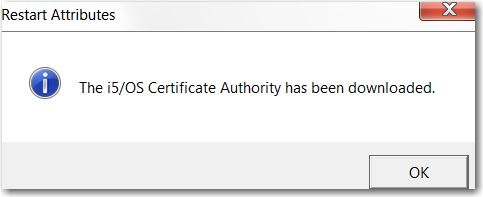 Restart Attributes
The i5/OS Certificate Authority has been downloaded.
OK